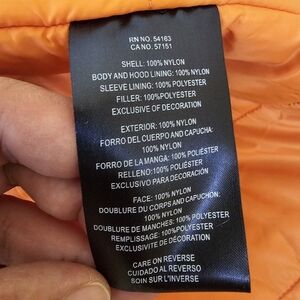 RN NO. 54163
CA NO. 57151
SHELL: 100% NYLON
BODY AND HOOD LINING: 100% NYLON
SLEEVE LINING: 100% POLYESTER
FILLER: 100% POLYESTER
EXCLUSIVE OF DECORATION
EXTERIOR: 100% NYLON
FORRO DEL CUERPO AND CAPUCHA:
100% NYLON
FORRO DE LA MANGA: 100% POLIÉSTER
RELLENO: 100% POLIÉSTER
EXCLUSIVO PARA DECORACIÓN
FACE: 100% NYLON
DOUBLURE DU CORPS AND CAPUCHON:
100% NYLON
DOUBLURE DE MANCHES: 100% POLYESTER
REMPLISSAGE: 100% POLYESTER
EXCLUSIVITE DE DÉCORATION
CARE ON REVERSE
CUIDADO AL REVERSO
SOIN SUR L'INVERSE